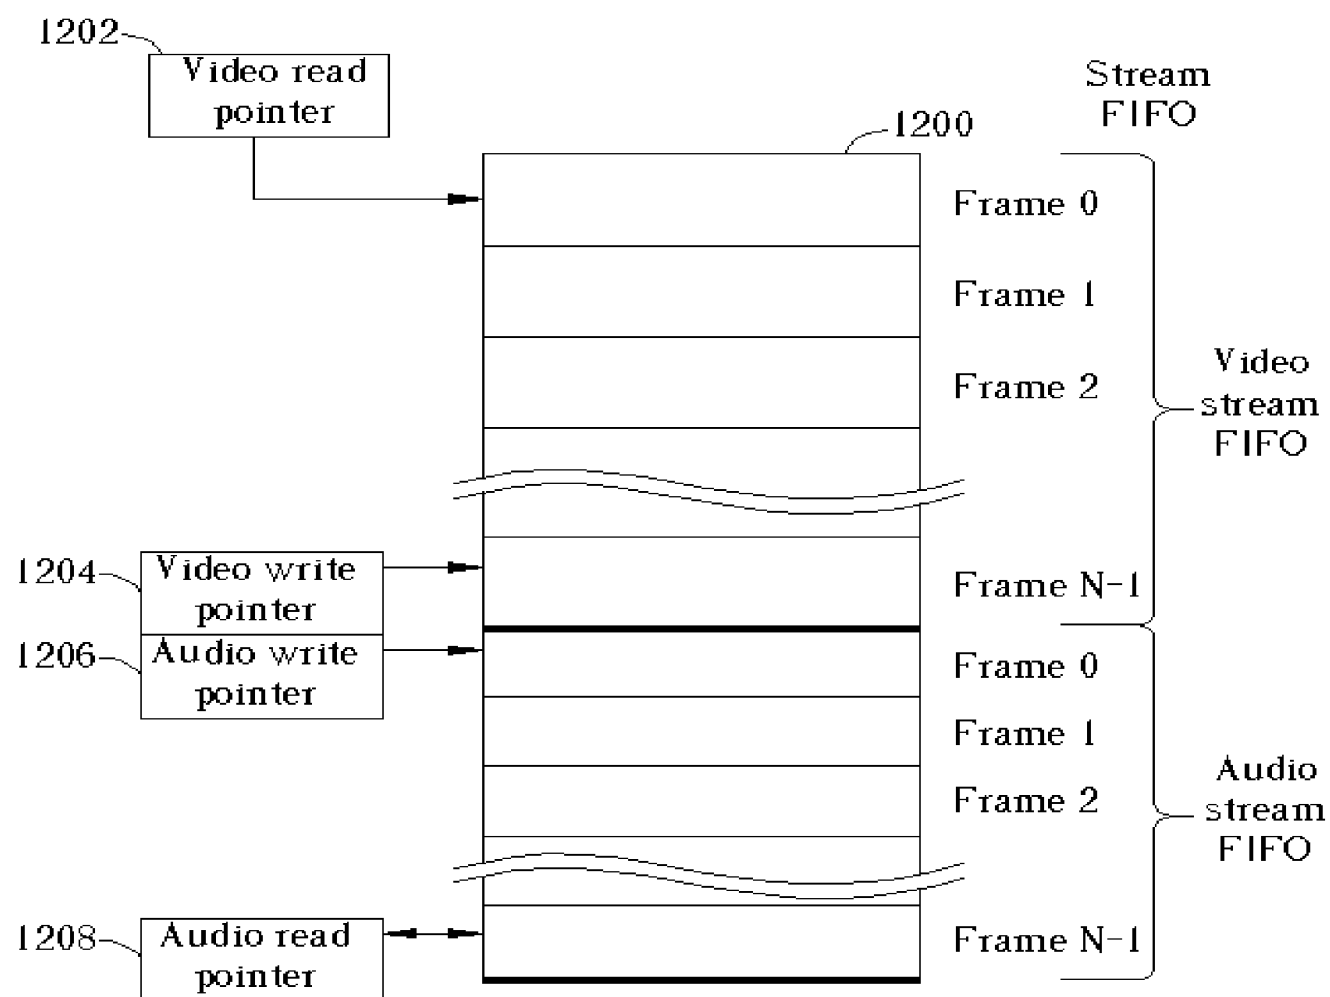 1202
Video read
pointer
Stream
FIFO
1200
Frame 0
Frame 1
Frame 2
Video
stream
FIFO
1204
Video write
pointer
Frame N-1
1206
Audio write
pointer
Frame 0
Frame 1
Frame 2
Audio
stream
FIFO
1208
Audio read
pointer
Frame N-1